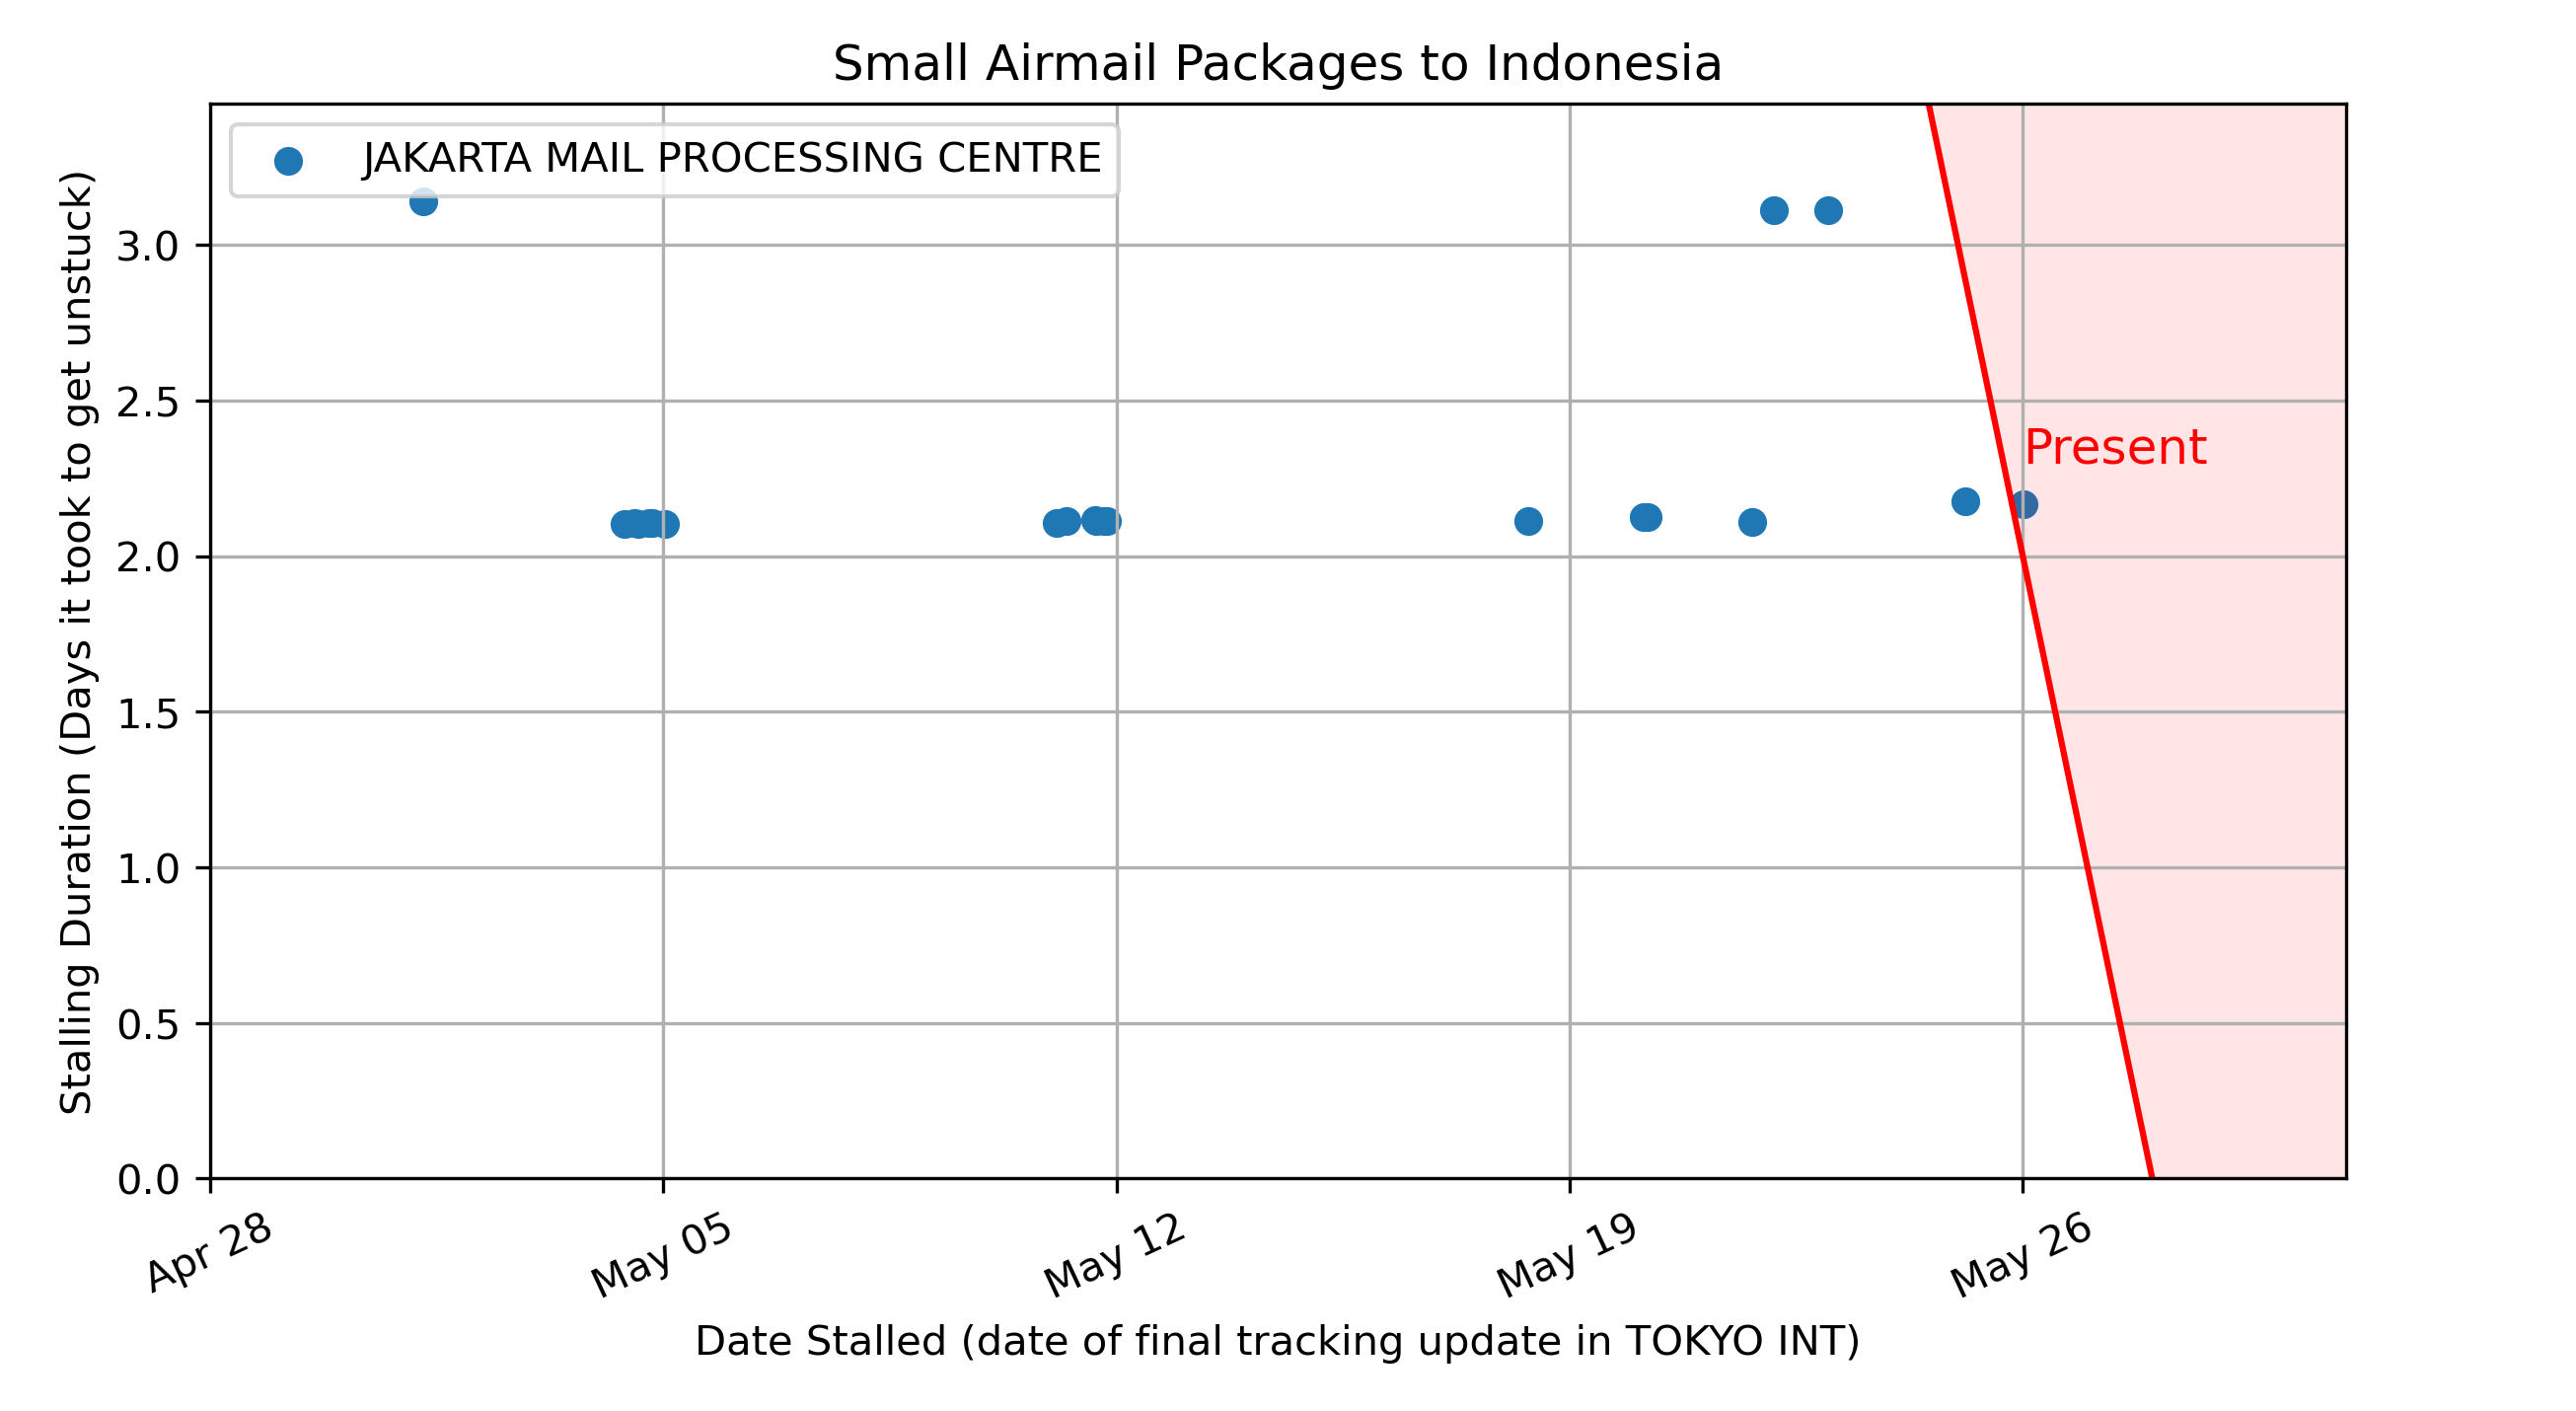 Small Airmail Packages to Indonesia
JAKARTA MAIL PROCESSING CENTRE
Stalling Duration (Days it took to get unstuck)
3.0
2.5
2.0
1.5
1.0
0.5
0.0
Present
Apr 28
May 05
May 12
May 19
May 26
Date Stalled (date of final tracking update in TOKYO INT)